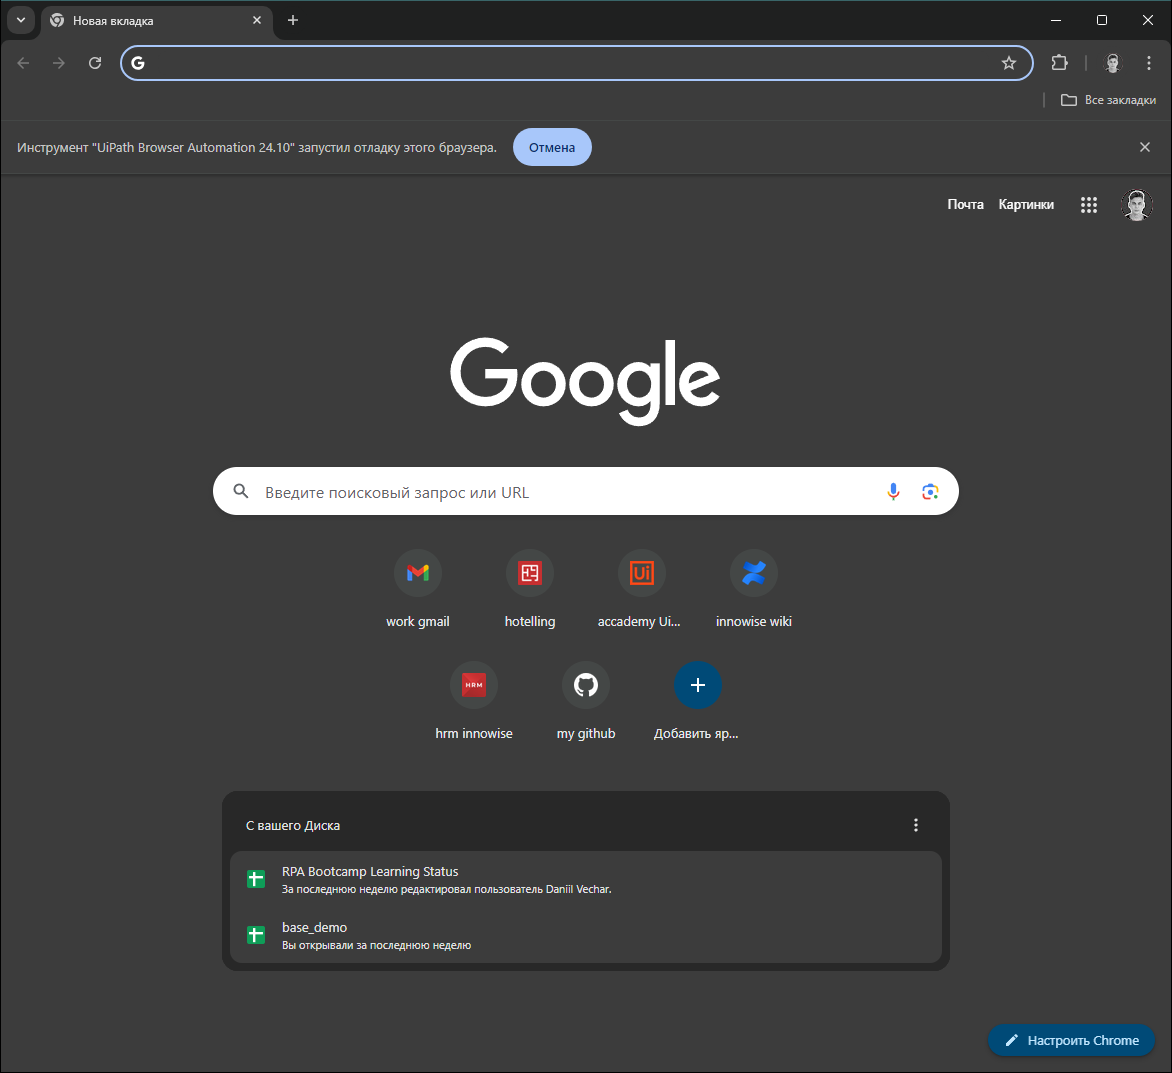 Новая вкладка
Все закладки
Инструмент "UiPath Browser Automation 24.10" запустил отладку этого браузера.
Отмена
Почта
Картинки
Google
Введите поисковый запрос или URL
work gmail
hotelling
accademy Ui...
innowise wiki
HRM
hrm innowise
my github
Добавить яр...
С вашего Диска
RPA Bootcamp Learning Status
За последнюю неделю редактировал пользователь Daniil Vechar.
base_demo
Вы открывали за последнюю неделю
Настроить Chrome